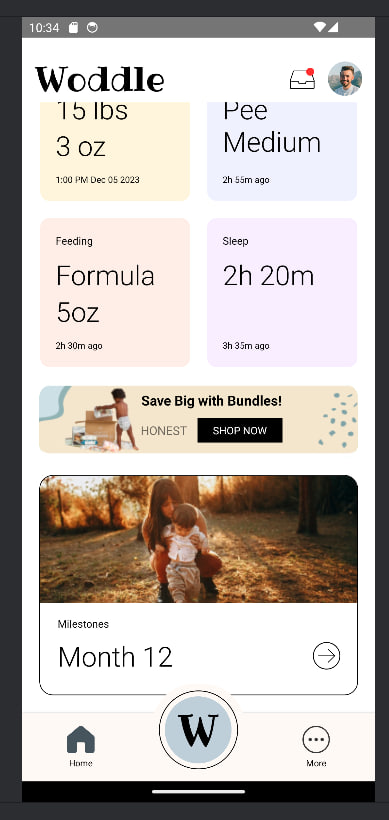 10:34
Woddle
15 lbs
3 oz
1:00 PM Dec 05 2023
Pee
Medium
2h 55m ago
Feeding
Formula
5oz
2h 30m ago
Sleep
2h 20m
3h 35m ago
Save Big with Bundles!
HONEST
SHOP NOW
Milestones
Month 12
Home
W
More